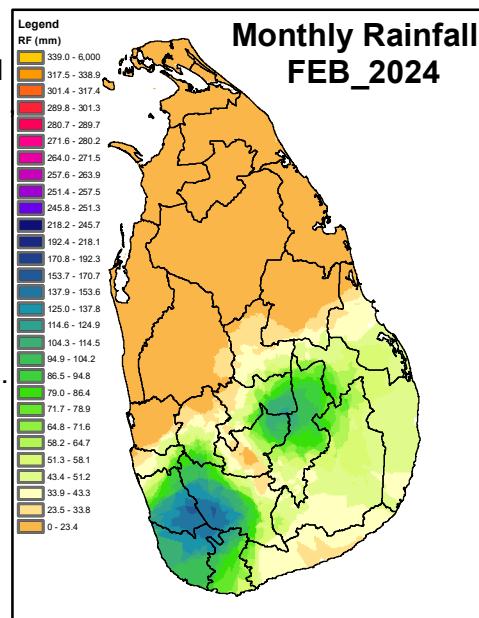 Legend
RF (mm)
339.0 - 6,000
317.5 - 338.9
301.4 - 317.4
289.8 - 301.3
280.7 - 289.7
271.6 - 280.2
264.0 - 271.5
257.6 - 263.9
251.4 - 257.5
245.8 - 251.3
218.2 - 245.7
192.4 - 218.1
170.8 - 192.3
153.7 - 170.7
137.9 - 153.6
125.0 - 137.8
114.6 - 124.9
104.3 - 114.5
94.9 - 104.2
86.5 - 94.8
79.0 - 86.4
71.7 - 78.9
64.8 - 71.6
58.2 - 64.7
51.3 - 58.1
43.4 - 51.2
33.9 - 43.3
23.5 - 33.8
0 - 23.4
Monthly Rainfall
FEB_2024